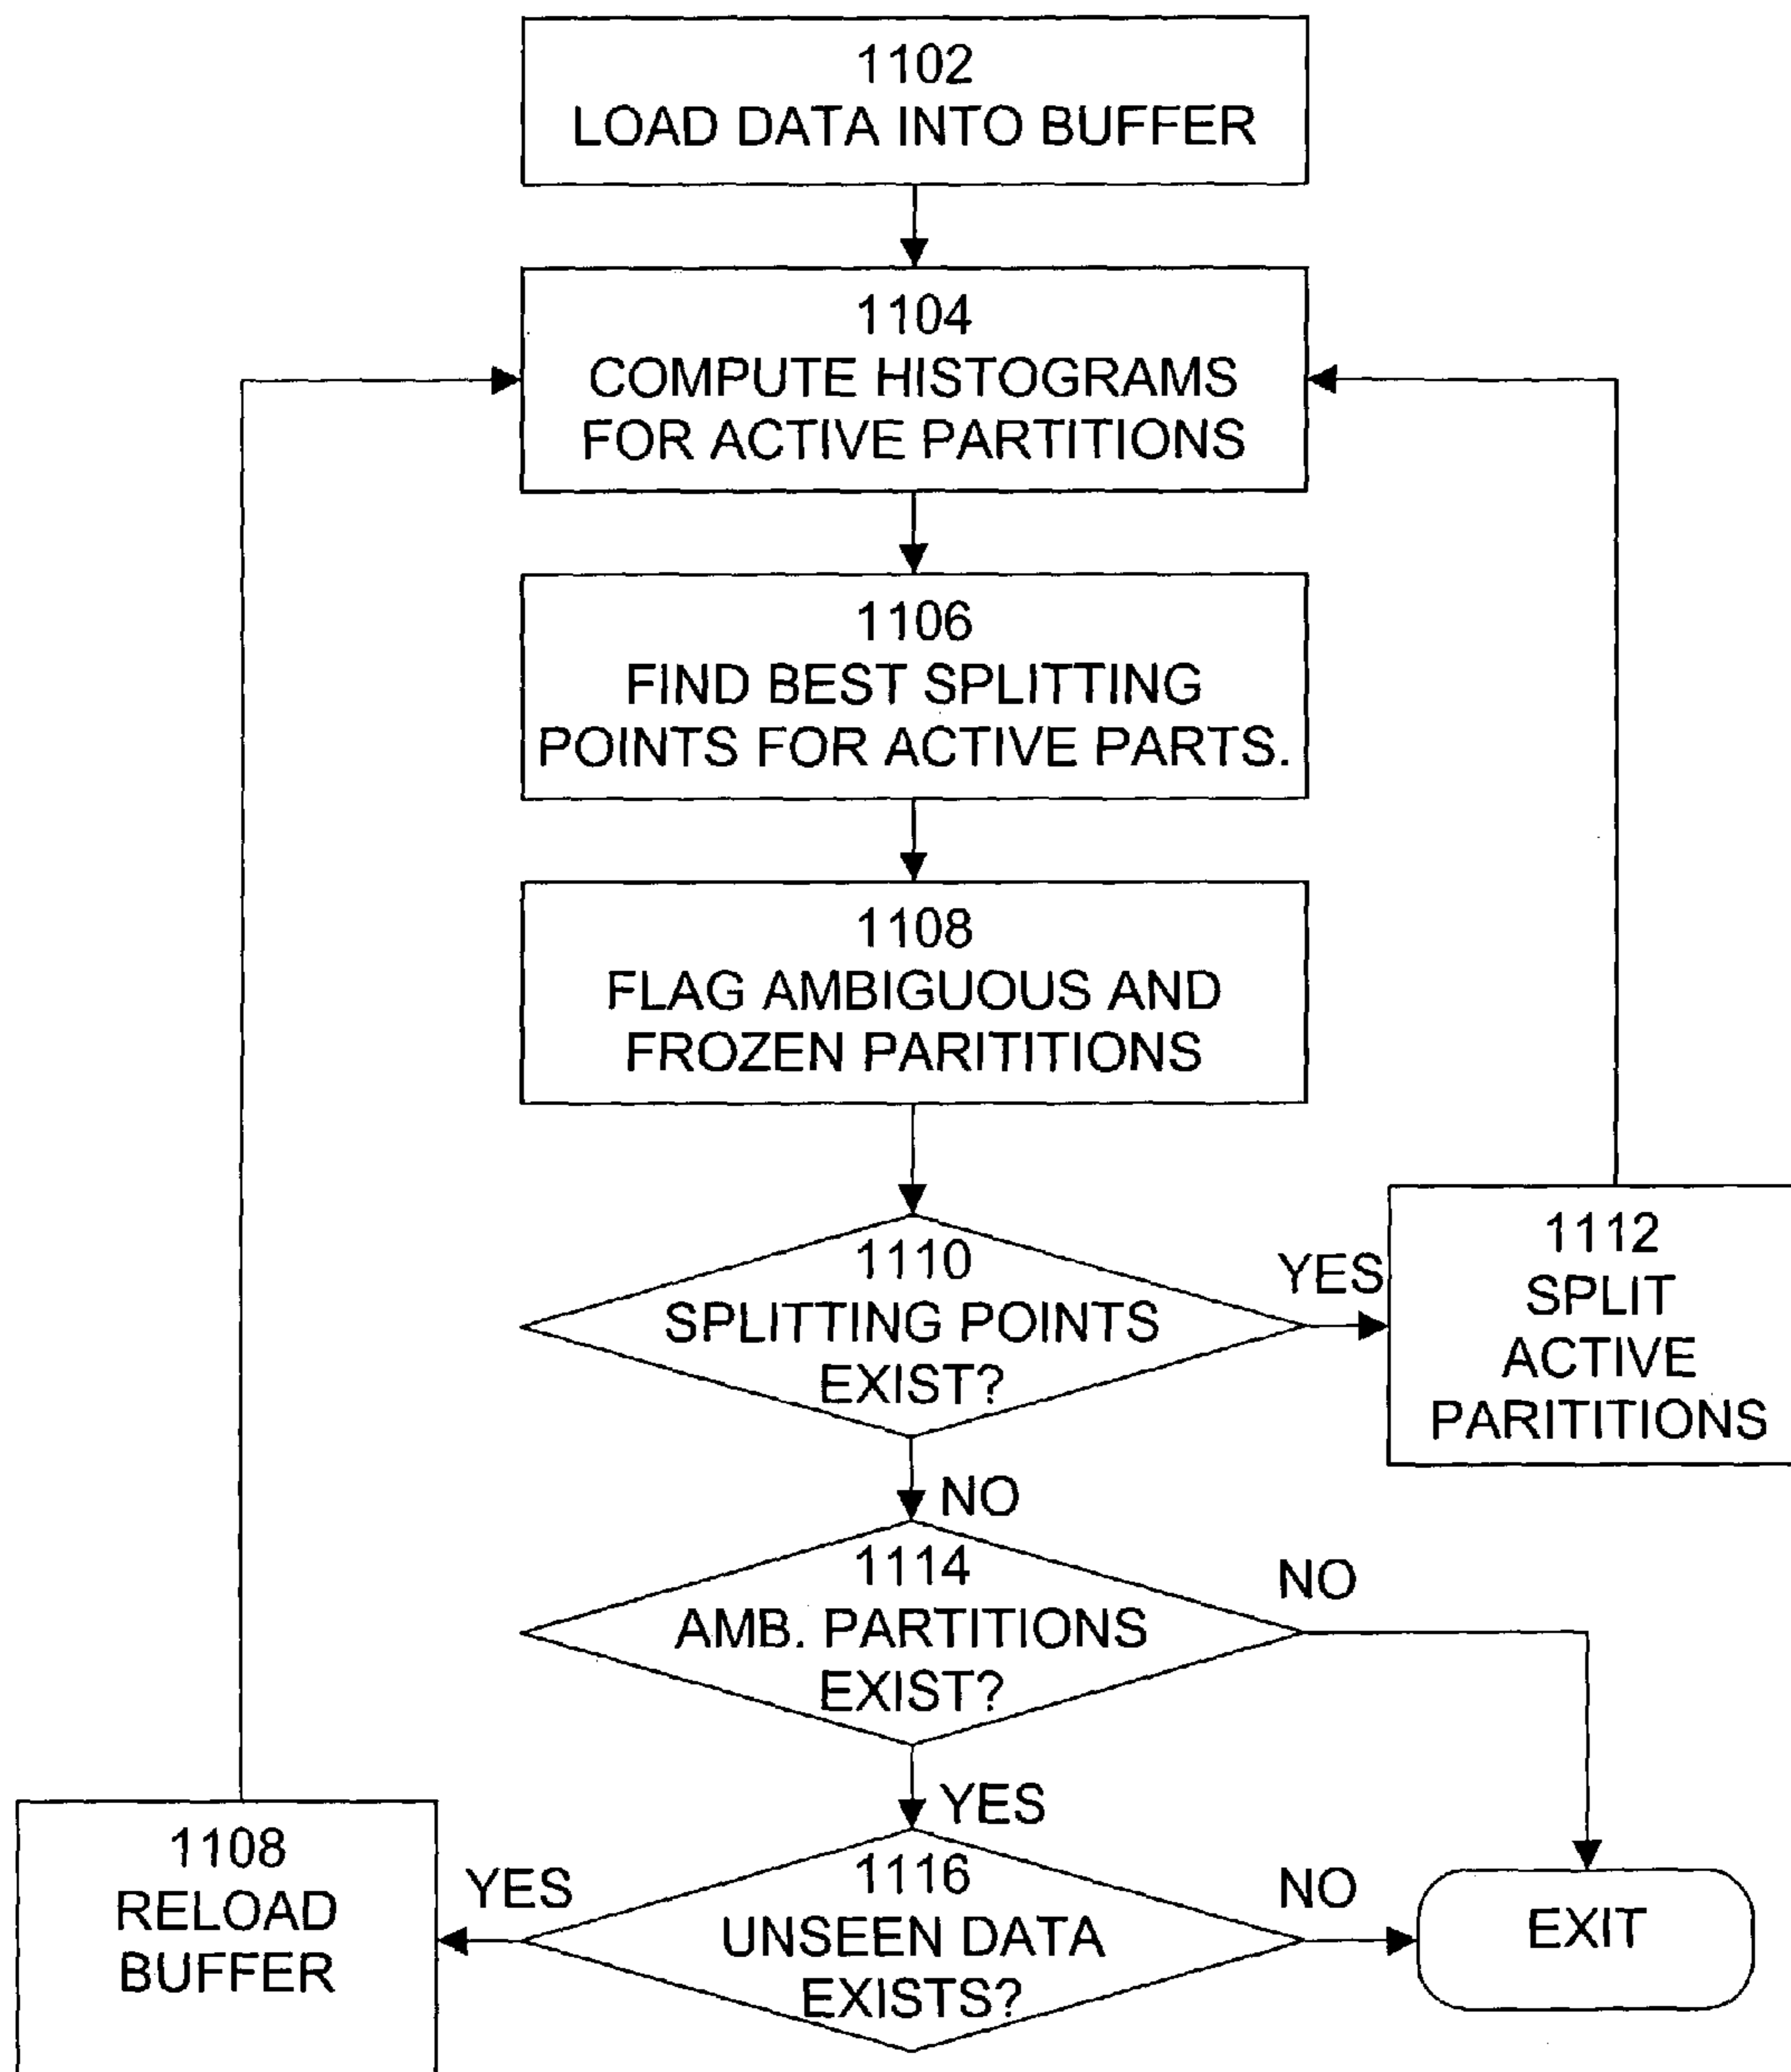 1102
LOAD DATA INTO BUFFER
1104
COMPUTE HISTOGRAMS
FOR ACTIVE PARTITIONS
1106
FIND BEST SPLITTING
POINTS FOR ACTIVE PARTS.
1108
FLAG AMBIGUOUS AND
FROZEN PARITITIONS
1110
SPLITTING POINTS
EXIST?
YES
1112
SPLIT
ACTIVE
PARITITIONS
NO
1114
AMB. PARTITIONS
EXIST?
NO
YES
1116
UNSEEN DATA
EXISTS?
YES
1108
RELOAD
BUFFER
NO
EXIT